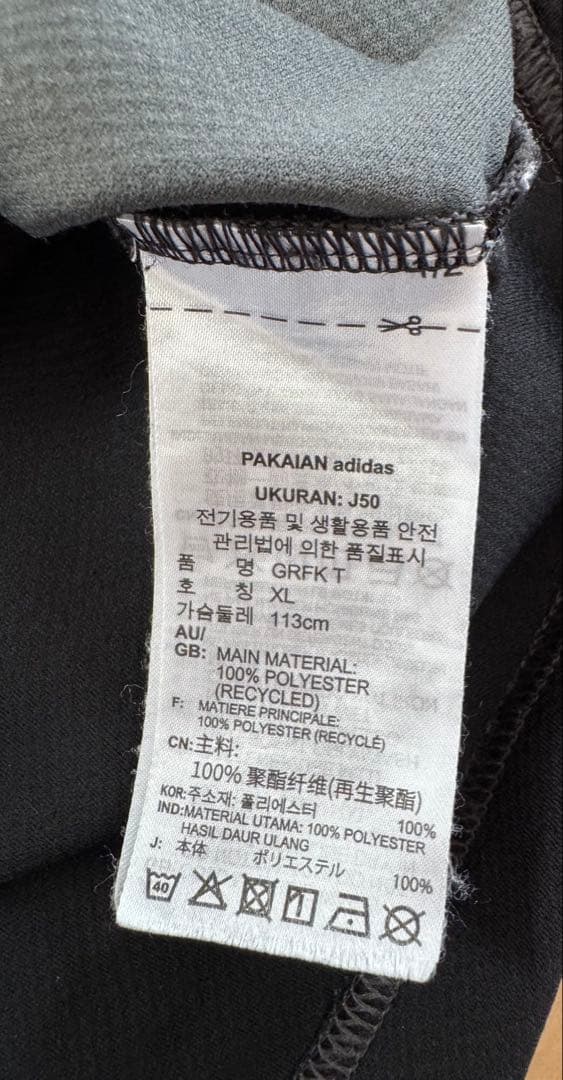 PAKAIAN adidas
UKURAN: J50
전기용품 및 생활용품 안전
관리법에 의한 품질표시
품 명 GRFK T
호 칭 XL
가슴둘레 113cm
AU/
GB: MAIN MATERIAL:
100% POLYESTER
(RECYCLED)
F: MATIERE PRINCIPALE:
100% POLYESTER (RECYCLÉ)
CN:主料:
100% 聚酯纤维(再生聚酯)
KOR:주소재: 폴리에스터 100%
IND:MATERIAL UTAMA: 100% POLYESTER
HASIL DAUR ULANG
J: 本体 ポリエステル 100%
40